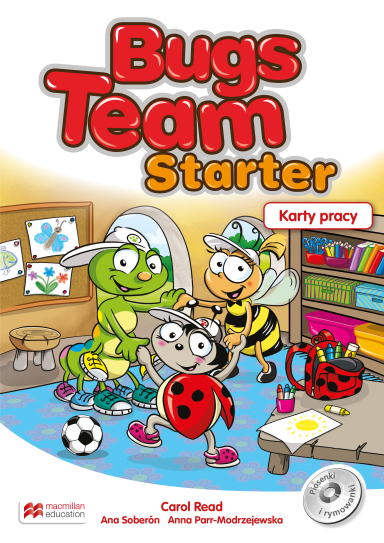 Bugs
Team
Starter
Karty pracy
Piosenki
i rymowanki
Carol Read
Ana Soberón Anna Parr-Modrzejewska
macmillan
education